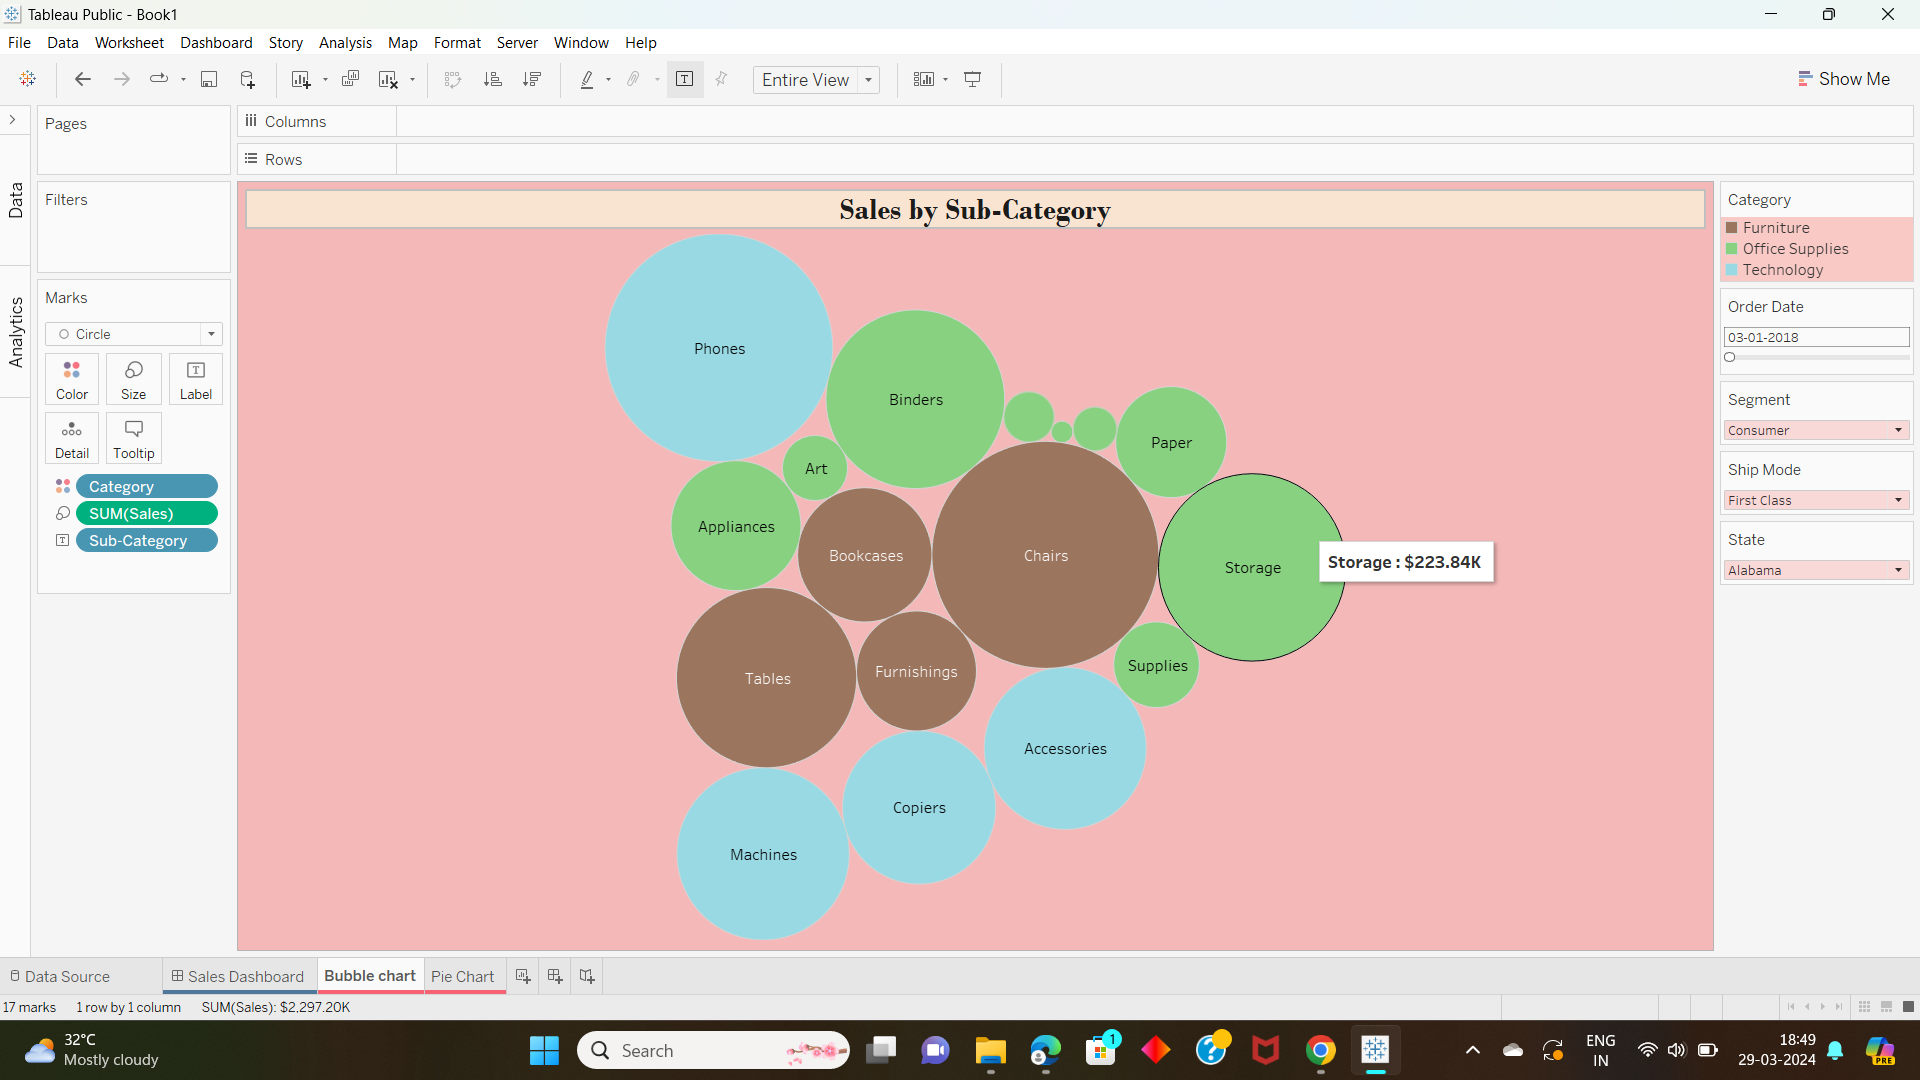 Tableau Public - Book1
File Data Worksheet Dashboard Story Analysis Map Format Server Window Help
Entire View
Show Me
Pages
Columns
Rows
Data
Analytics
Filters
Marks
Circle
Color Size Label
Detail Tooltip
Category
SUM(Sales)
Sub-Category
Sales by Sub-Category
Phones
Binders
Paper
Art
Appliances
Bookcases
Chairs
Storage
Storage : $223.84K
Supplies
Tables
Furnishings
Accessories
Copiers
Machines
Category
Furniture
Office Supplies
Technology
Order Date
03-01-2018
Segment
Consumer
Ship Mode
First Class
State
Alabama
Data Source Sales Dashboard Bubble chart Pie Chart
17 marks 1 row by 1 column SUM(Sales): $2,297.20K
32°C
Mostly cloudy
Search
1
ENG
IN
18:49
29-03-2024
PRE